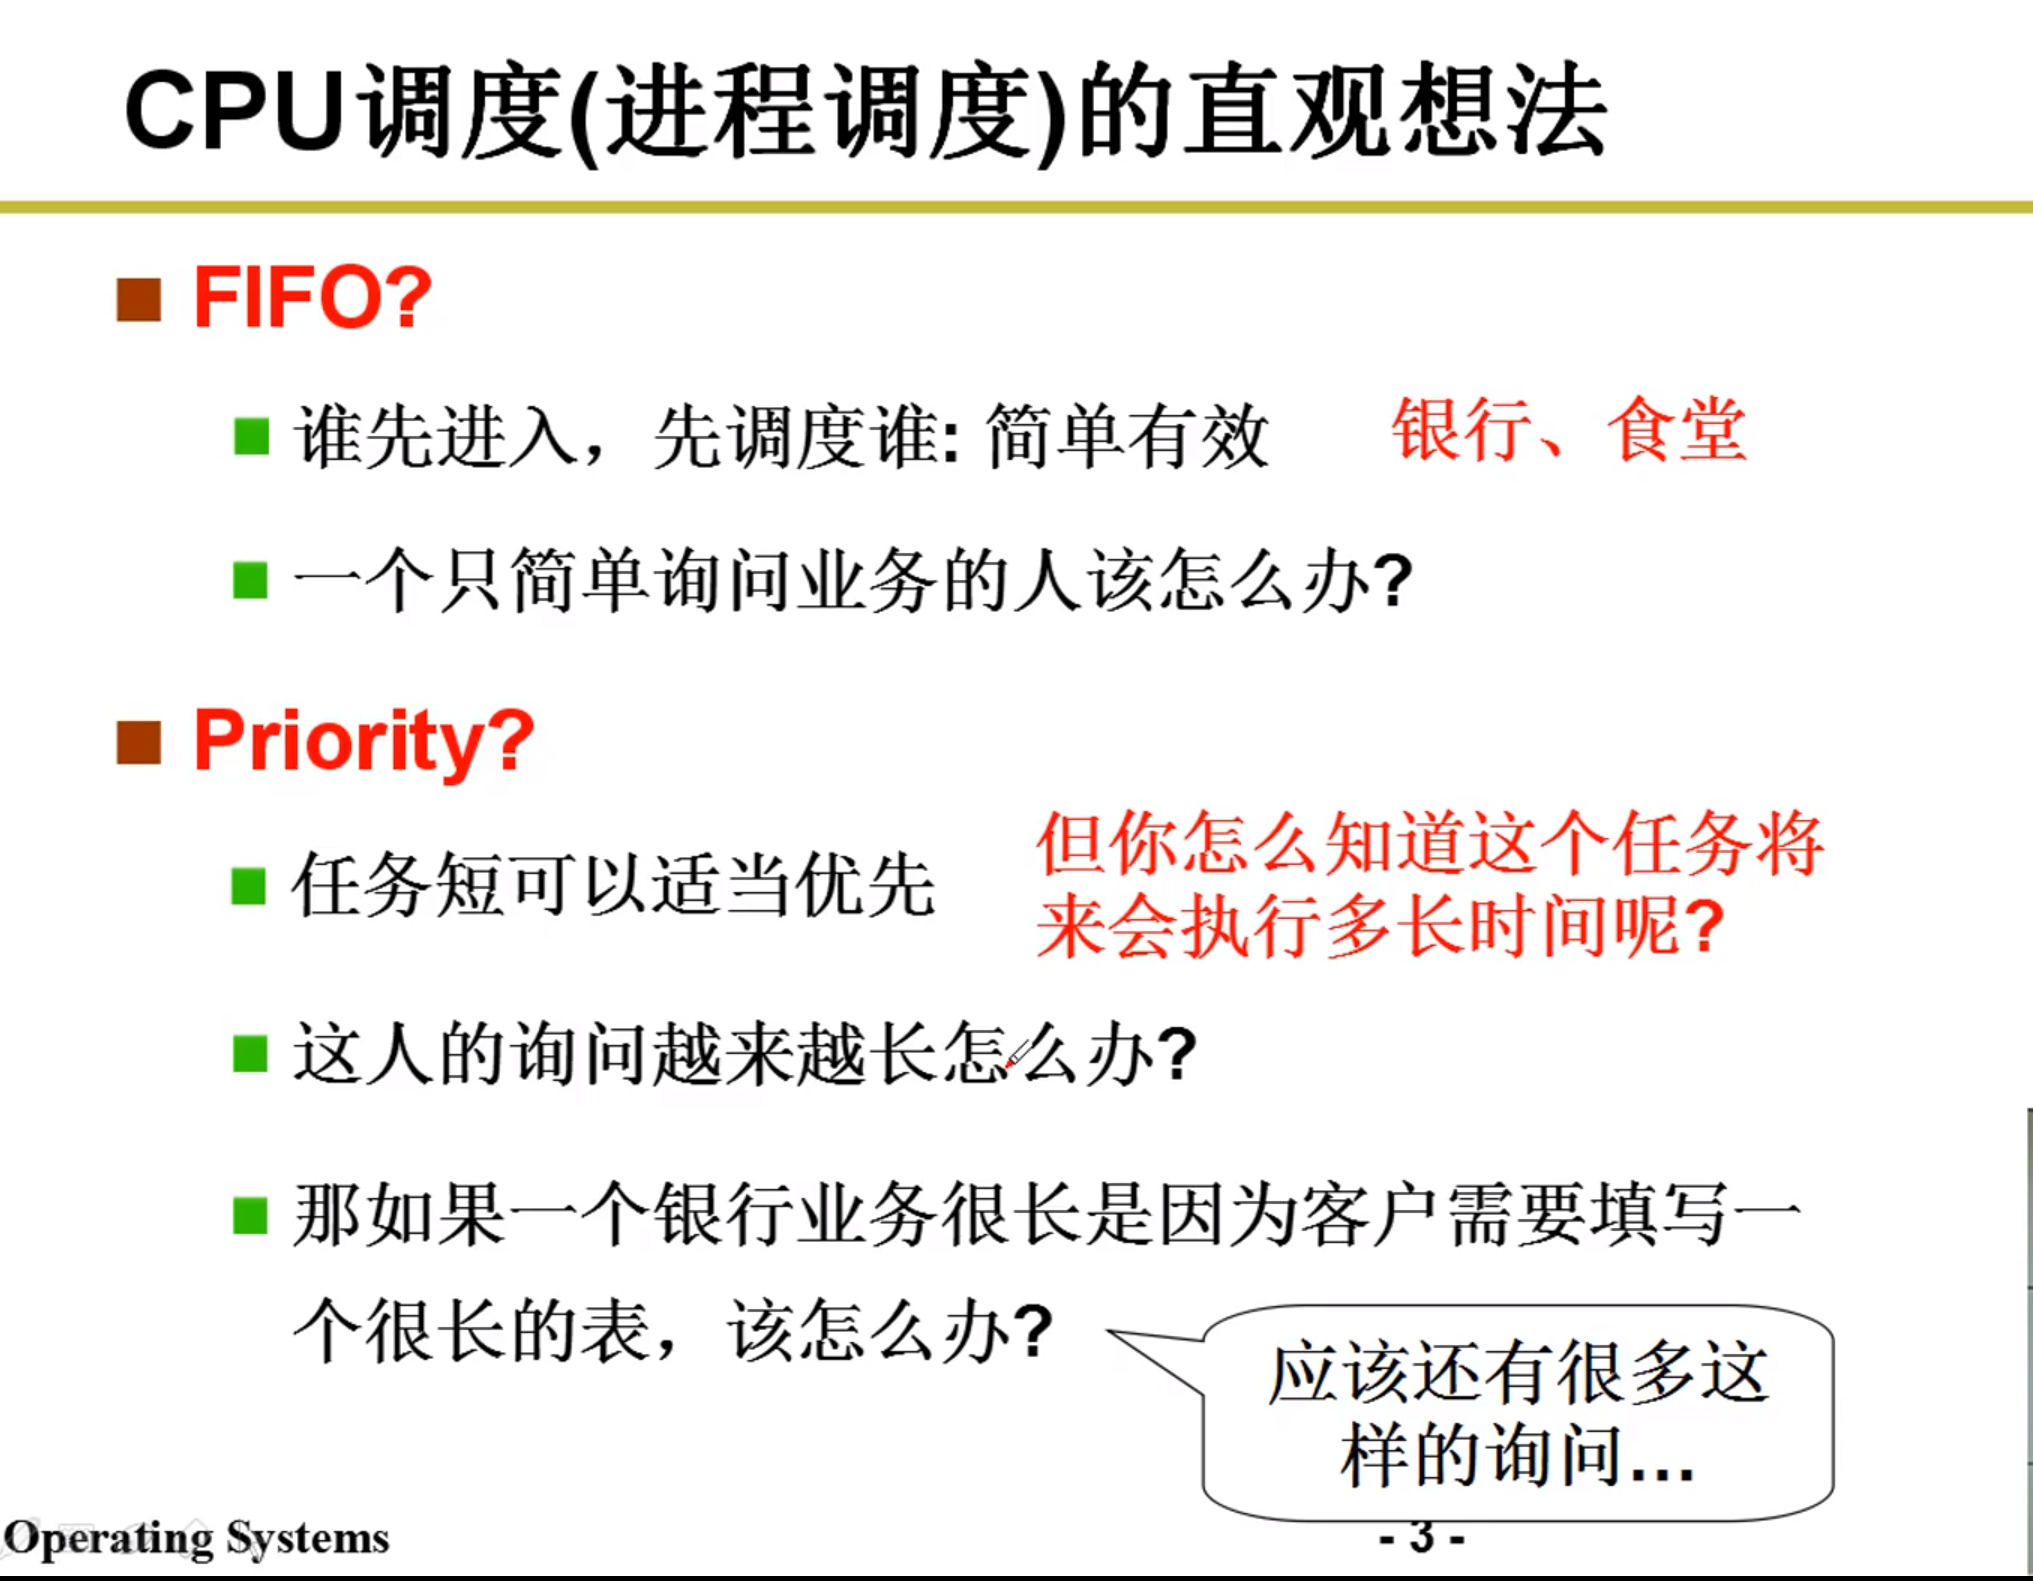 CPU调度(进程调度)的直观想法
FIFO?
谁先进入，先调度谁: 简单有效
银行、食堂
一个只简单询问业务的人该怎么办?
Priority?
任务短可以适当优先
但你怎么知道这个任务将
来会执行多长时间呢?
这人的询问越来越长怎么办?
那如果一个银行业务很长是因为客户需要填写一
个很长的表，该怎么办?
应该还有很多这
样的询问...
Operating Systems
- 3 -